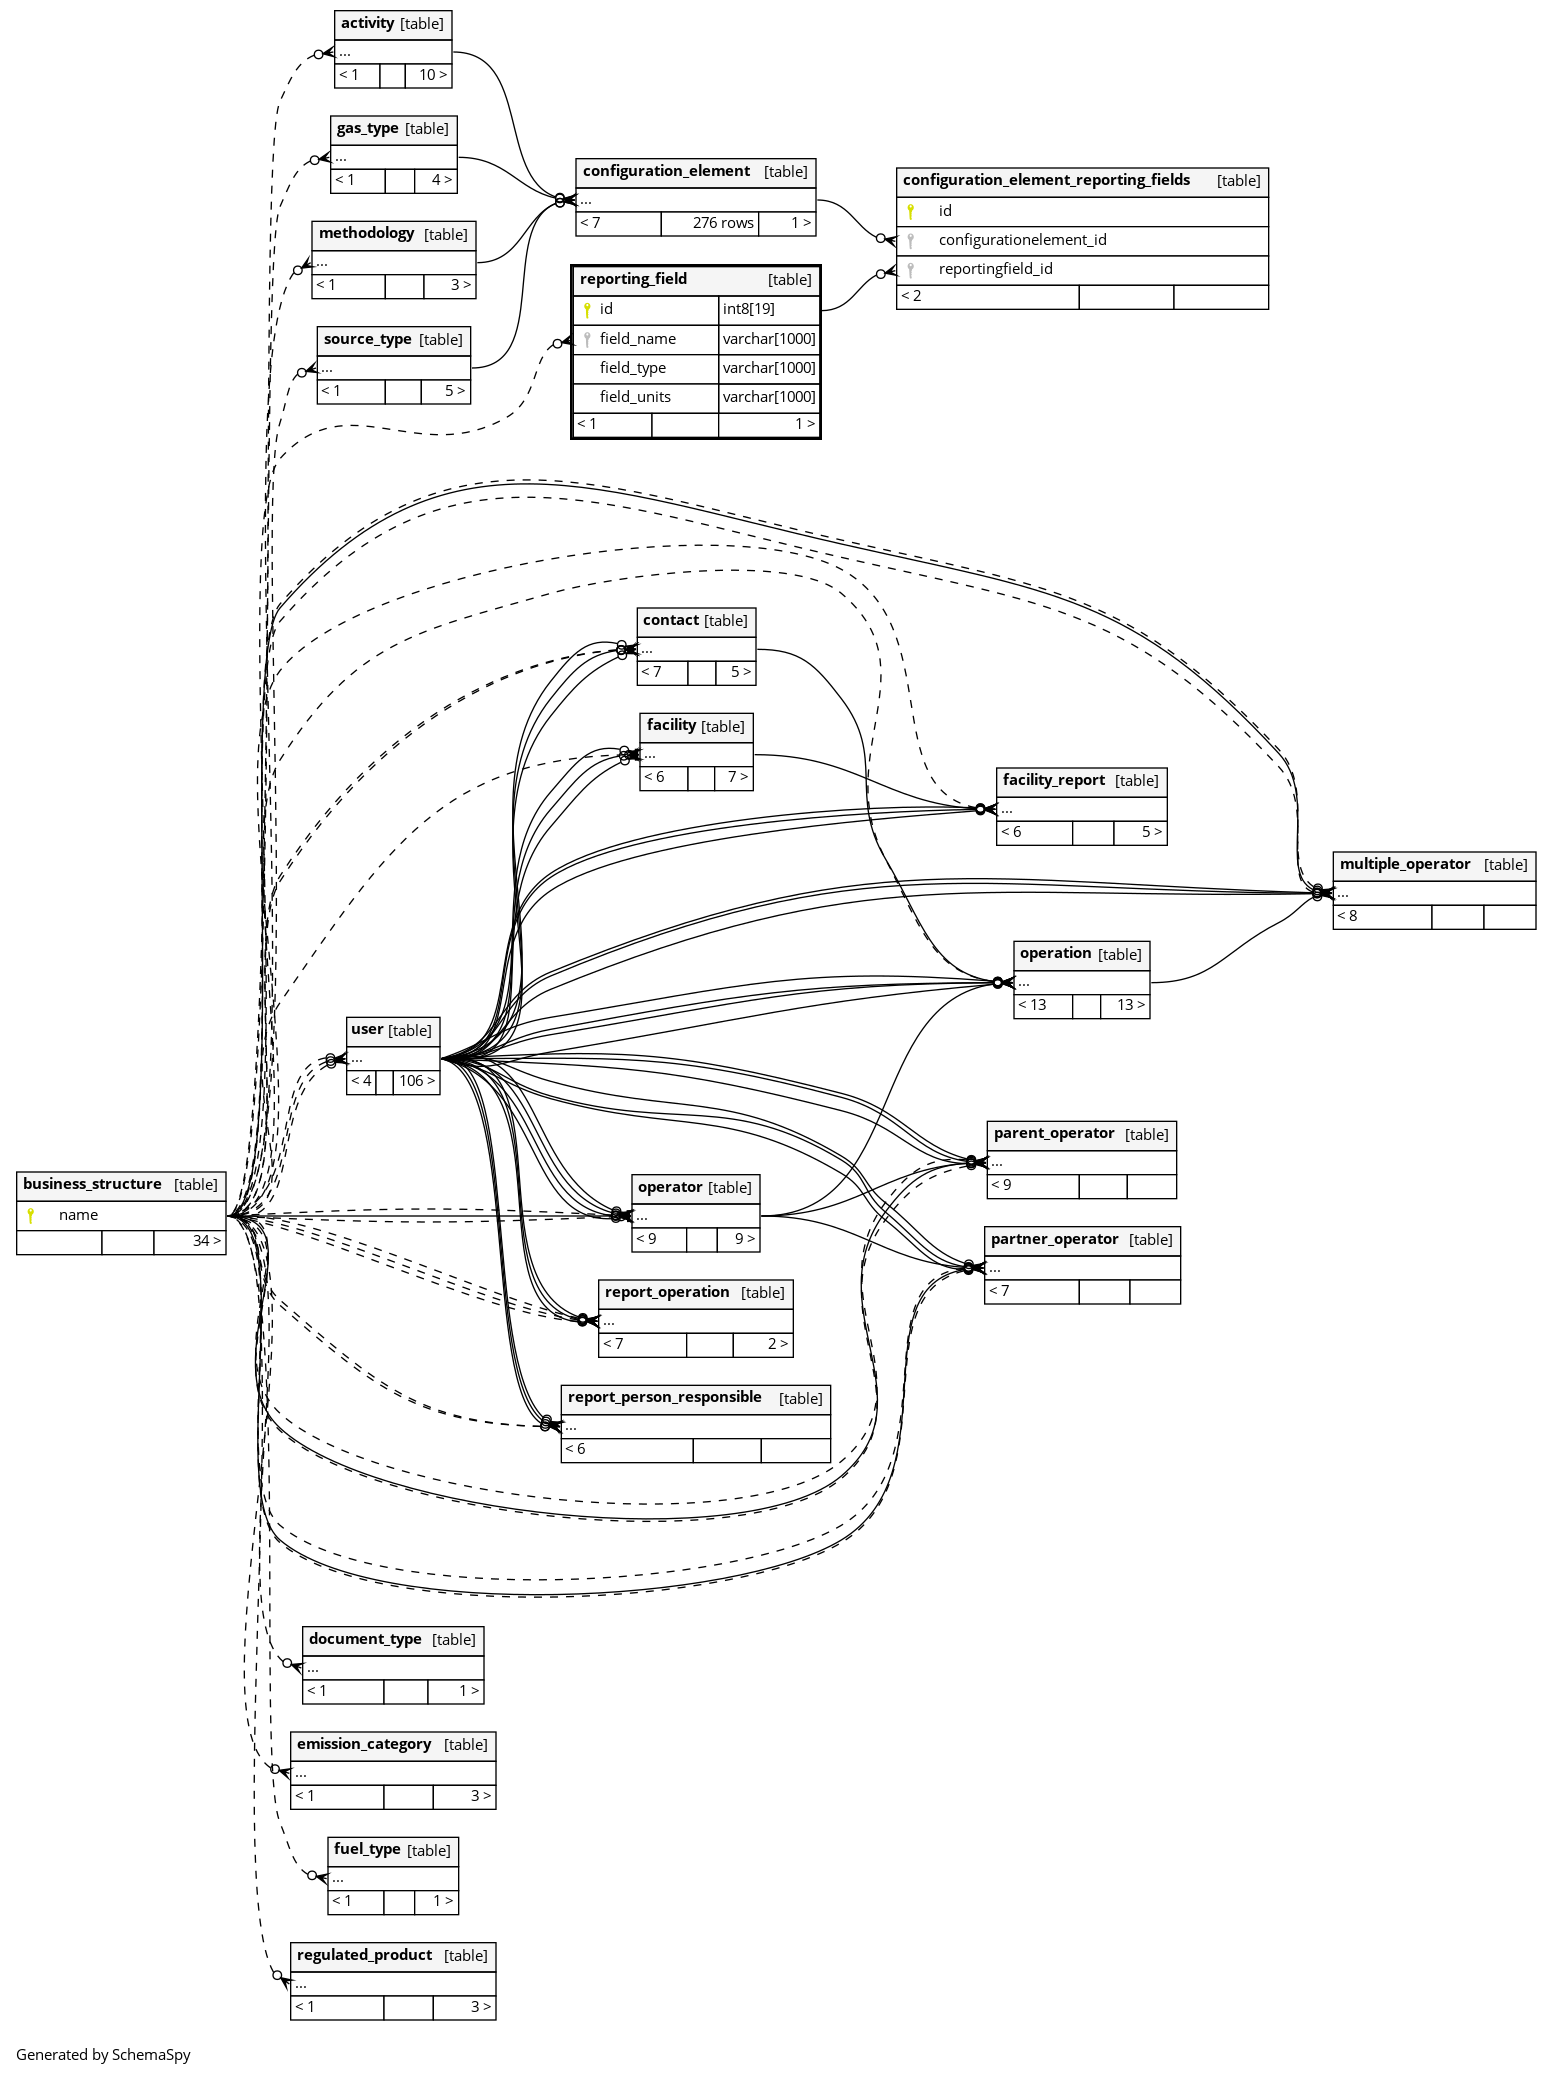 activity [table]
...
< 1 10 >
gas_type [table]
...
< 1 4 >
methodology [table]
...
< 1 3 >
source_type [table]
...
< 1 5 >
configuration_element [table]
...
< 7 276 rows 1 >
configuration_element_reporting_fields [table]
id
configurationelement_id
reportingfield_id
< 2
reporting_field [table]
id int8[19]
field_name varchar[1000]
field_type varchar[1000]
field_units varchar[1000]
< 1 1 >
contact [table]
...
< 7 5 >
facility [table]
...
< 6 7 >
facility_report [table]
...
< 6 5 >
multiple_operator [table]
...
< 8
operation [table]
...
< 13 13 >
user [table]
...
< 4 106 >
parent_operator [table]
...
< 9
business_structure [table]
name
34 >
operator [table]
...
< 9 9 >
partner_operator [table]
...
< 7
report_operation [table]
...
< 7 2 >
report_person_responsible [table]
...
< 6
document_type [table]
...
< 1 1 >
emission_category [table]
...
< 1 3 >
fuel_type [table]
...
< 1 1 >
regulated_product [table]
...
< 1 3 >
Generated by SchemaSpy